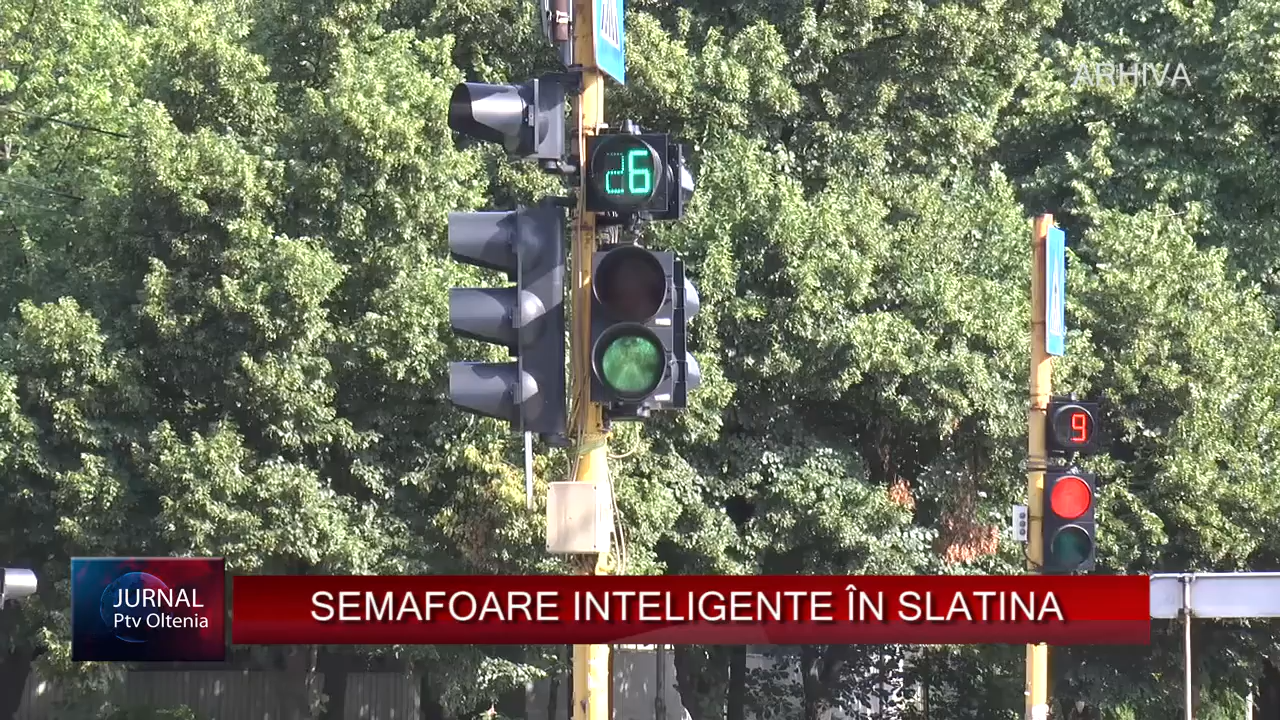 ARHIVA
26
9
JURNAL
Ptv Oltenia
SEMAFOARE INTELIGENTE ÎN SLATINA